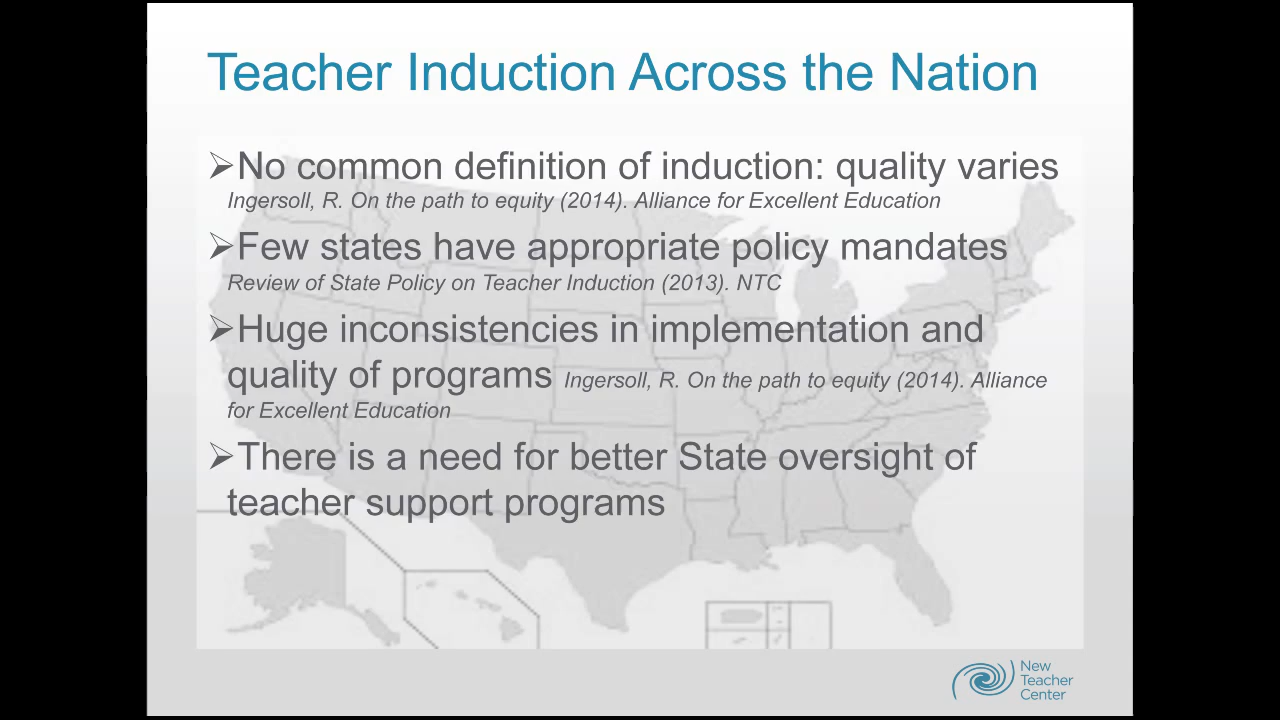 Teacher Induction Across the Nation
➢No common definition of induction: quality varies
Ingersoll, R. On the path to equity (2014). Alliance for Excellent Education
➢Few states have appropriate policy mandates
Review of State Policy on Teacher Induction (2013). NTC
➢Huge inconsistencies in implementation and
quality of programs Ingersoll, R. On the path to equity (2014). Alliance
for Excellent Education
➢There is a need for better State oversight of
teacher support programs
New
Teacher
Center